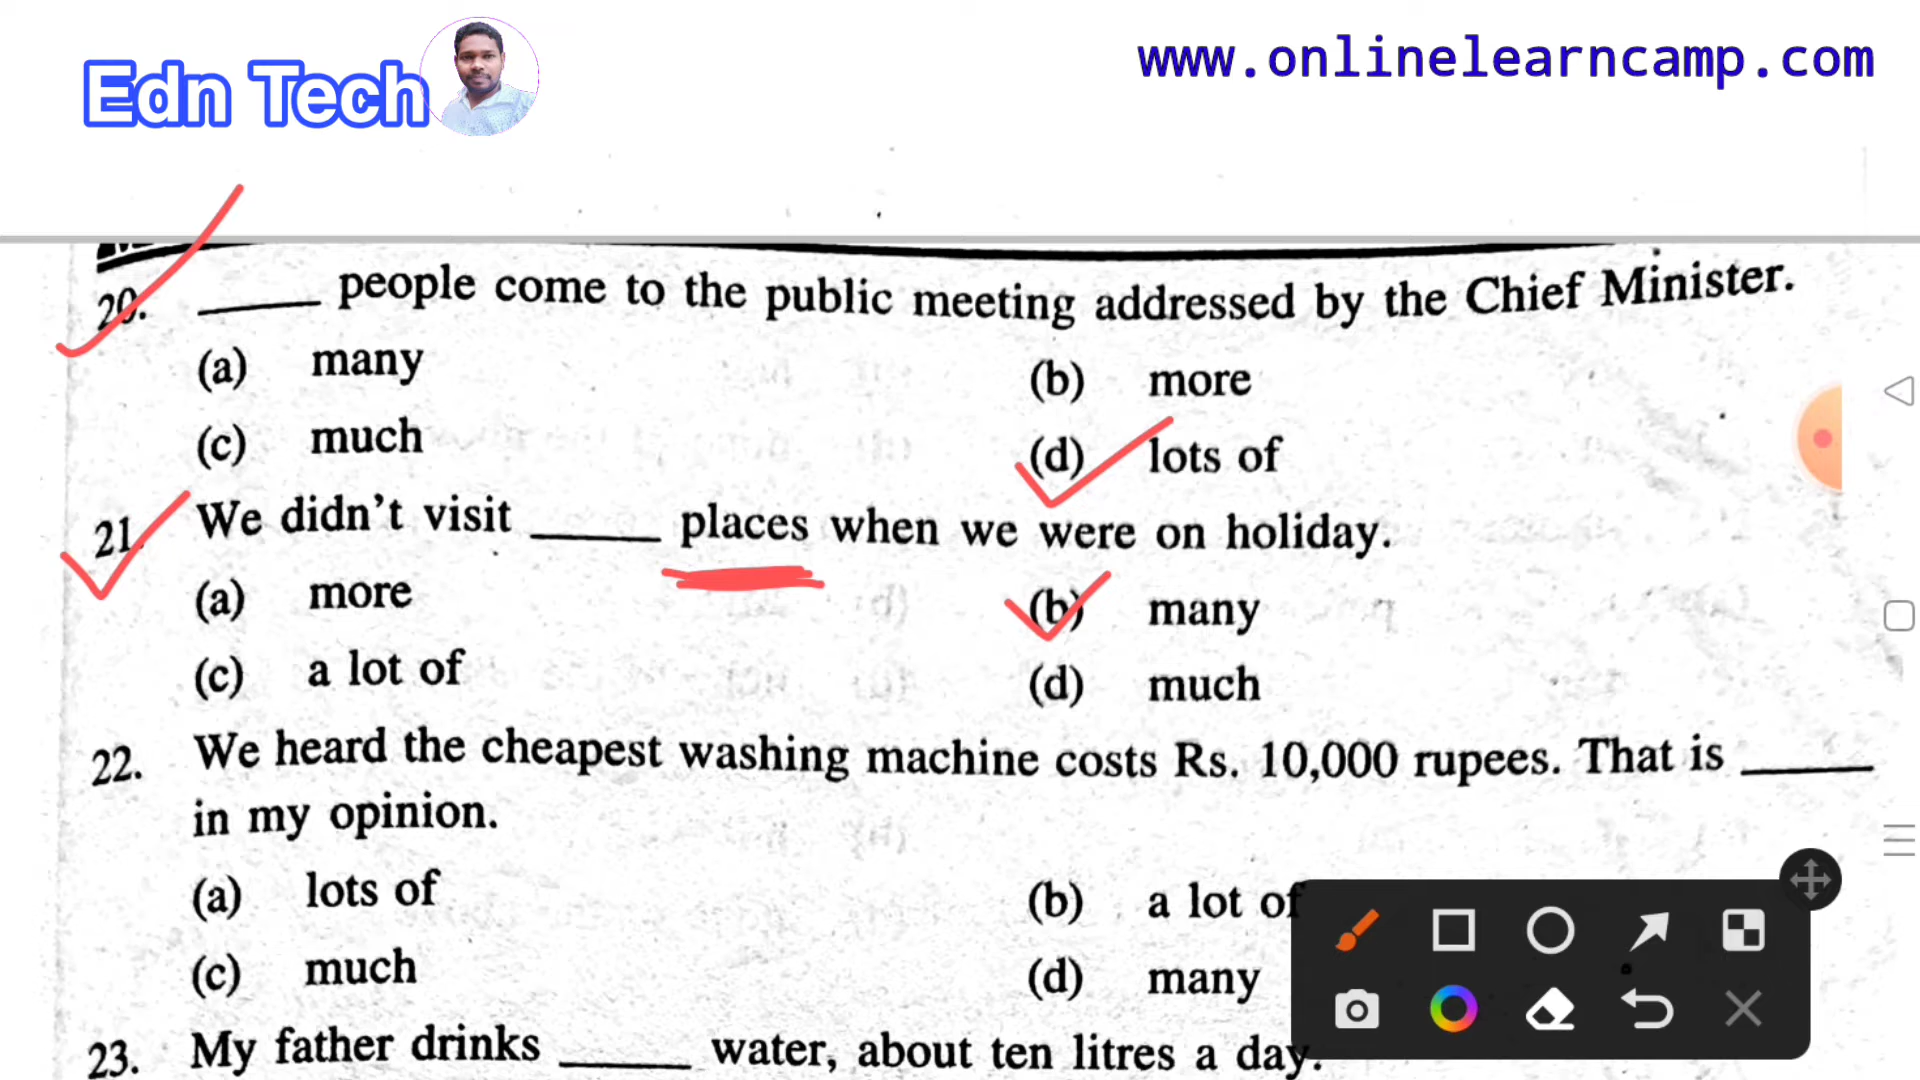 Edn Tech
www.onlinelearncamp.com
20. _____ people come to the public meeting addressed by the Chief Minister.
(a) many (b) more
(c) much (d) lots of
21. We didn't visit _____ places when we were on holiday.
(a) more (b) many
(c) a lot of (d) much
22. We heard the cheapest washing machine costs Rs. 10,000 rupees. That is _____
in my opinion.
(a) lots of (b) a lot of
(c) much (d) many
23. My father drinks _____ water, about ten litres a day.